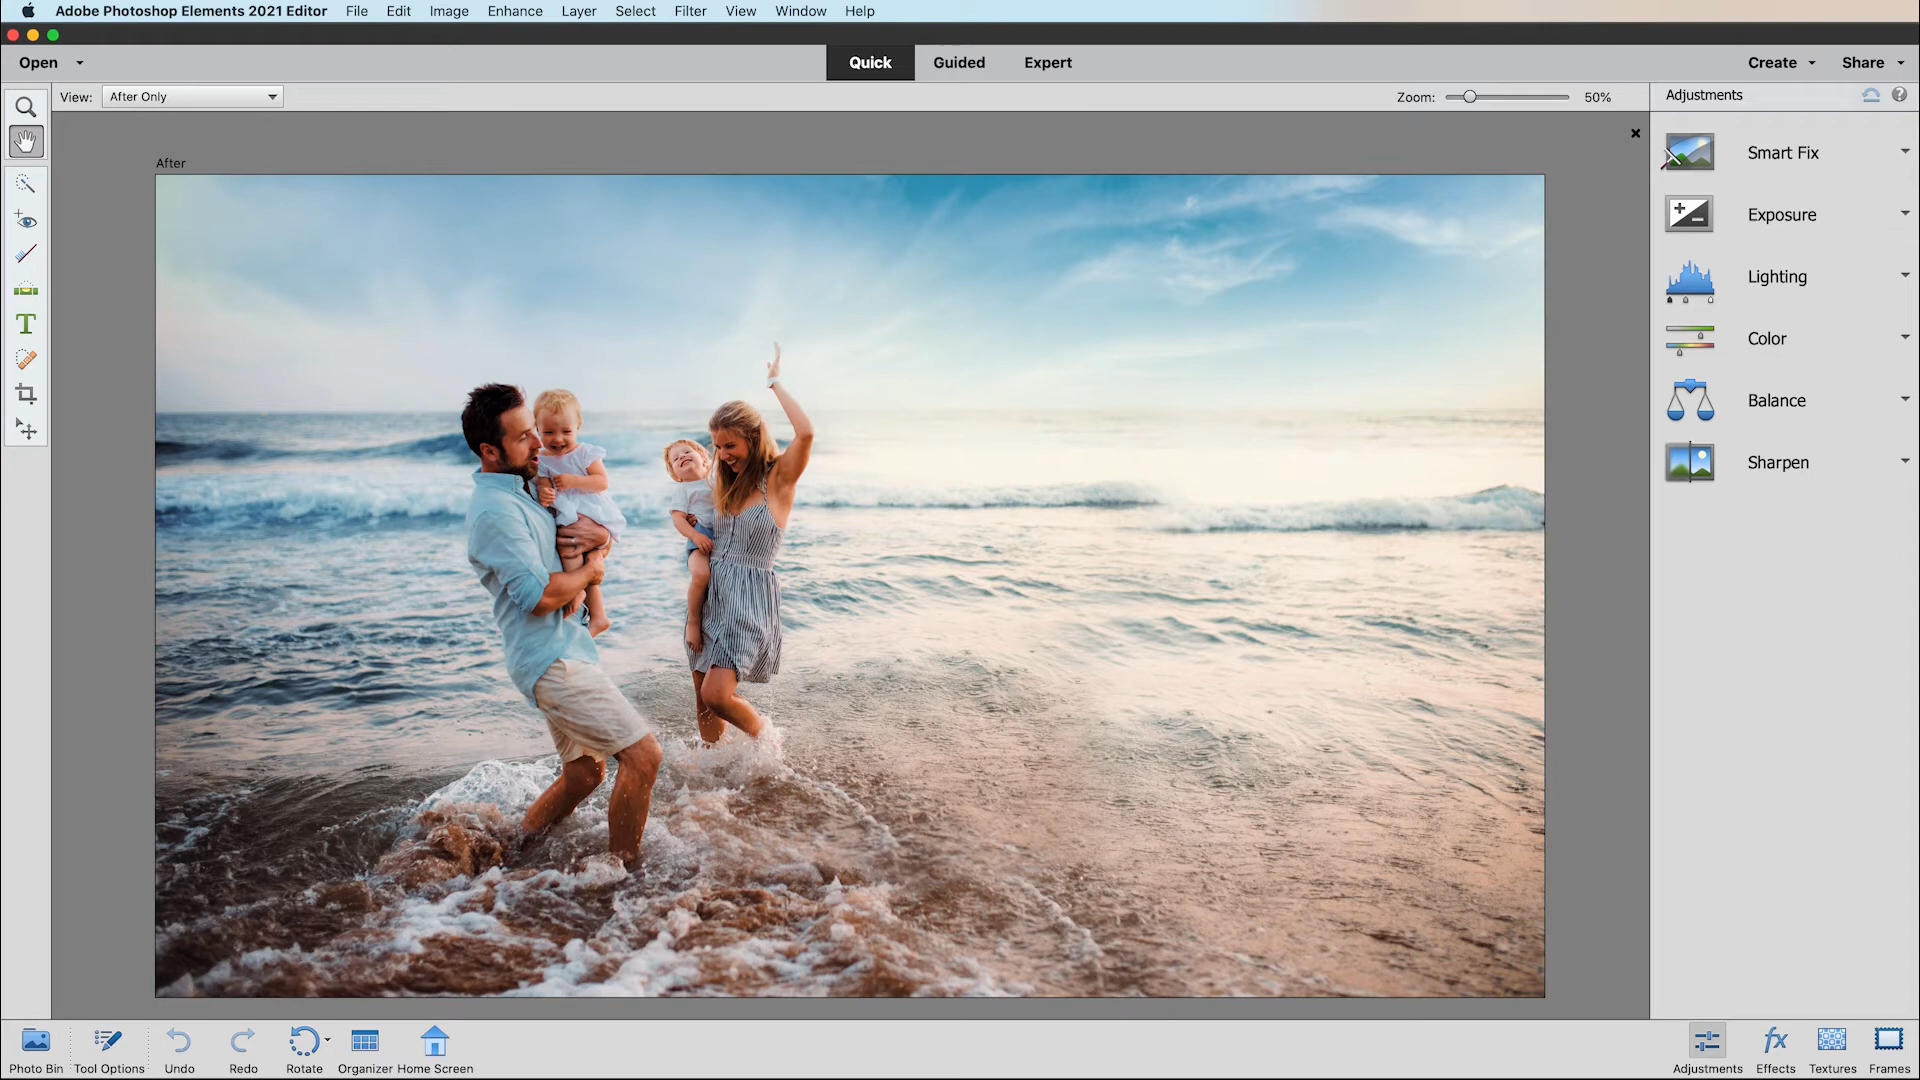 Adobe Photoshop Elements 2021 Editor File Edit Image Enhance Layer Select Filter View Window Help
Open Quick Guided Expert Create Share
View: After Only Zoom: 50% Adjustments
After
Smart Fix
Exposure
Lighting
Color
Balance
Sharpen
T
Photo Bin Tool Options Undo Redo Rotate Organizer Home Screen fx Adjustments Effects Textures Frames